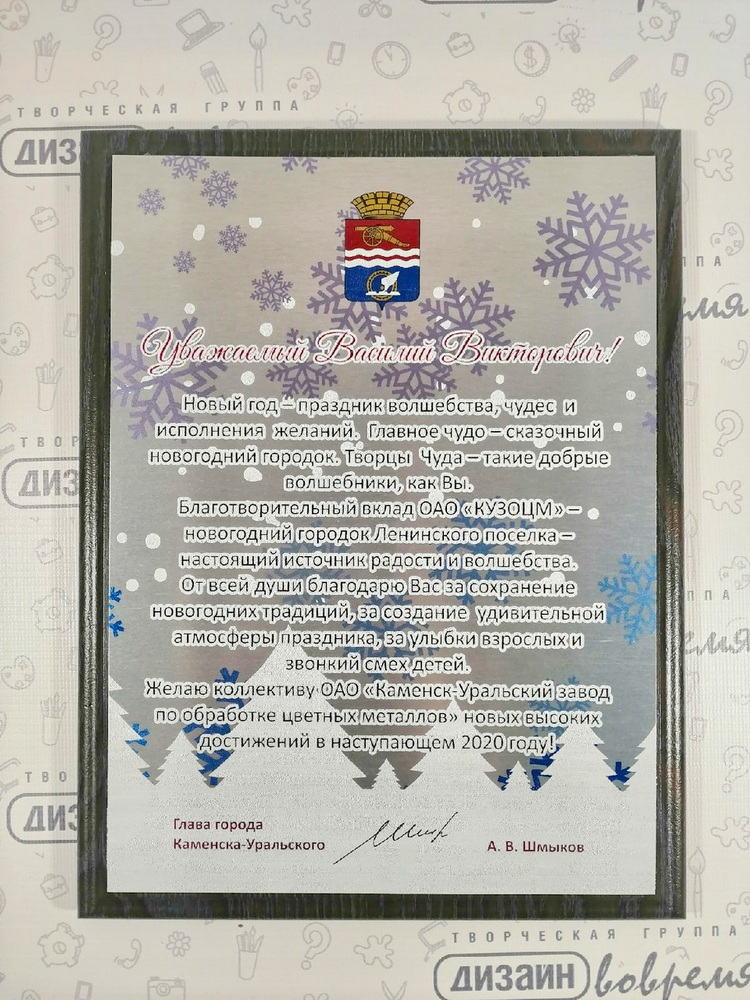 ТВОРЧЕСКАЯ ГРУППА
Уважаемый Василий Викторович!
Новый год – праздник волшебства, чудес и
исполнения желаний. Главное чудо – сказочный
новогодний городок. Творцы Чуда – такие добрые
волшебники, как Вы.
Благотворительный вклад ОАО «КУЗОЦМ» –
новогодний городок Ленинского поселка –
настоящий источник радости и волшебства.
От всей души благодарю Вас за сохранение
новогодних традиций, за создание удивительной
атмосферы праздника, за улыбки взрослых и
звонкий смех детей.
Желаю коллективу ОАО «Каменск-Уральский завод
по обработке цветных металлов» новых высоких
достижений в наступающем 2020 году!
Глава города
Каменска-Уральского
А. В. Шмыков
ТВОРЧЕСКАЯ ГРУППА
ДИЗАЙН вовремя